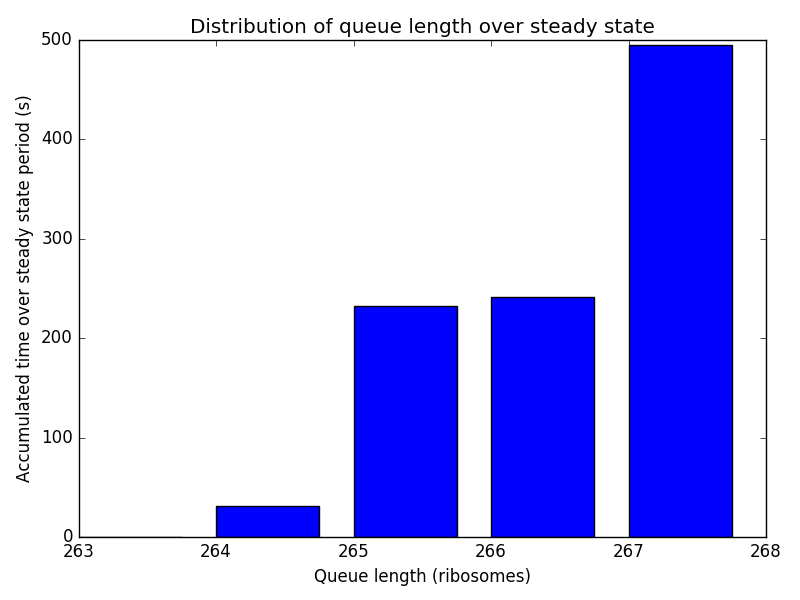 Distribution of queue length over steady state
Accumulated time over steady state period (s)
500
400
300
200
100
0
263 264 265 266 267 268
Queue length (ribosomes)